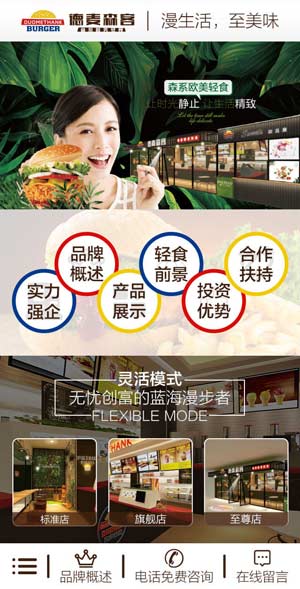 DUOMETHANK
BURGER
德麦森客
漫生活，至美味
森系欧美轻食
让时光静止 让生活精致
Let the time still make
life delicate
品牌
概述
轻食
前景
合作
扶持
实力
强企
产品
展示
投资
优势
灵活模式
无忧创富的蓝海漫步者
FLEXIBLE MODE
标准店
旗舰店
至尊店
品牌概述
电话免费咨询
在线留言